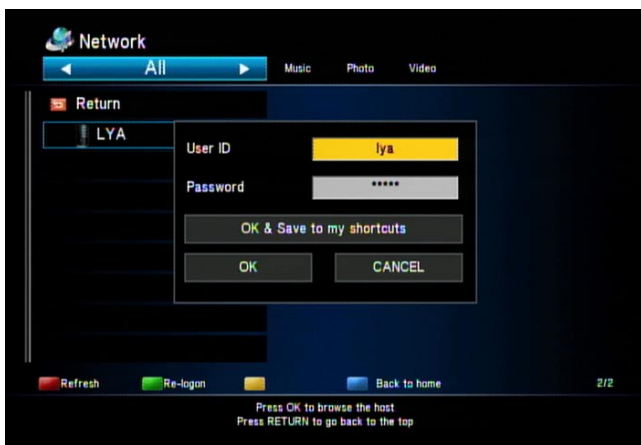 Network
All Music Photo Video
Return
LYA
User ID lya
Password *****
OK & Save to my shortcuts
OK CANCEL
Refresh Re-logon Back to home 2/2
Press OK to browse the host
Press RETURN to go back to the top